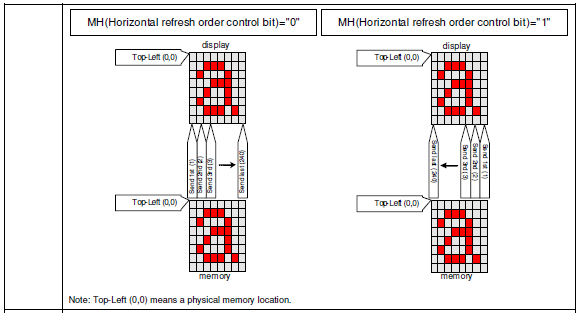 MH(Horizontal refresh order control bit)="0"
MH(Horizontal refresh order control bit)="1"
display
Top-Left (0,0)
Send 1st (1)
Send 2nd (2)
Send 3rd (3)
Send last (240)
Top-Left (0,0)
memory
display
Top-Left (0,0)
Send last (240)
Send 3rd (3)
Send 2nd (2)
Send 1st (1)
Top-Left (0,0)
memory
Note: Top-Left (0,0) means a physical memory location.